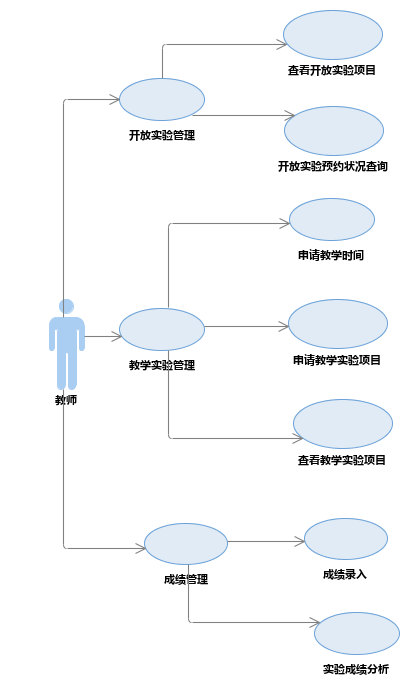 查看开放实验项目
开放实验管理
开放实验预约状况查询
申请教学时间
申请教学实验项目
教学实验管理
教师
查看教学实验项目
成绩管理
成绩录入
实验成绩分析